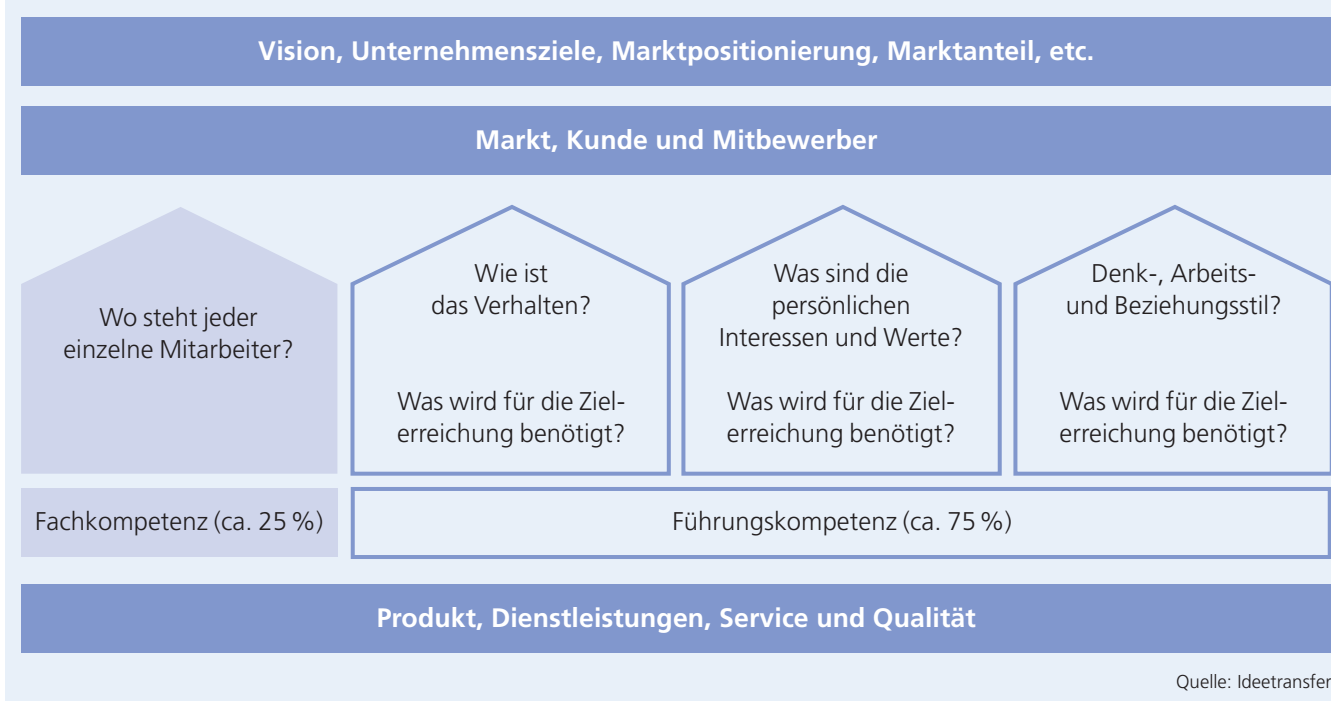 Vision, Unternehmensziele, Marktpositionierung, Marktanteil, etc.
Markt, Kunde und Mitbewerber
Wo steht jeder
einzelne Mitarbeiter?
Wie ist
das Verhalten?
Was wird für die Ziel-
erreichung benötigt?
Was sind die
persönlichen
Interessen und Werte?
Was wird für die Ziel-
erreichung benötigt?
Denk-, Arbeits-
und Beziehungsstil?
Was wird für die Ziel-
erreichung benötigt?
Fachkompetenz (ca. 25 %)
Führungskompetenz (ca. 75 %)
Produkt, Dienstleistungen, Service und Qualität
Quelle: Ideetransfer